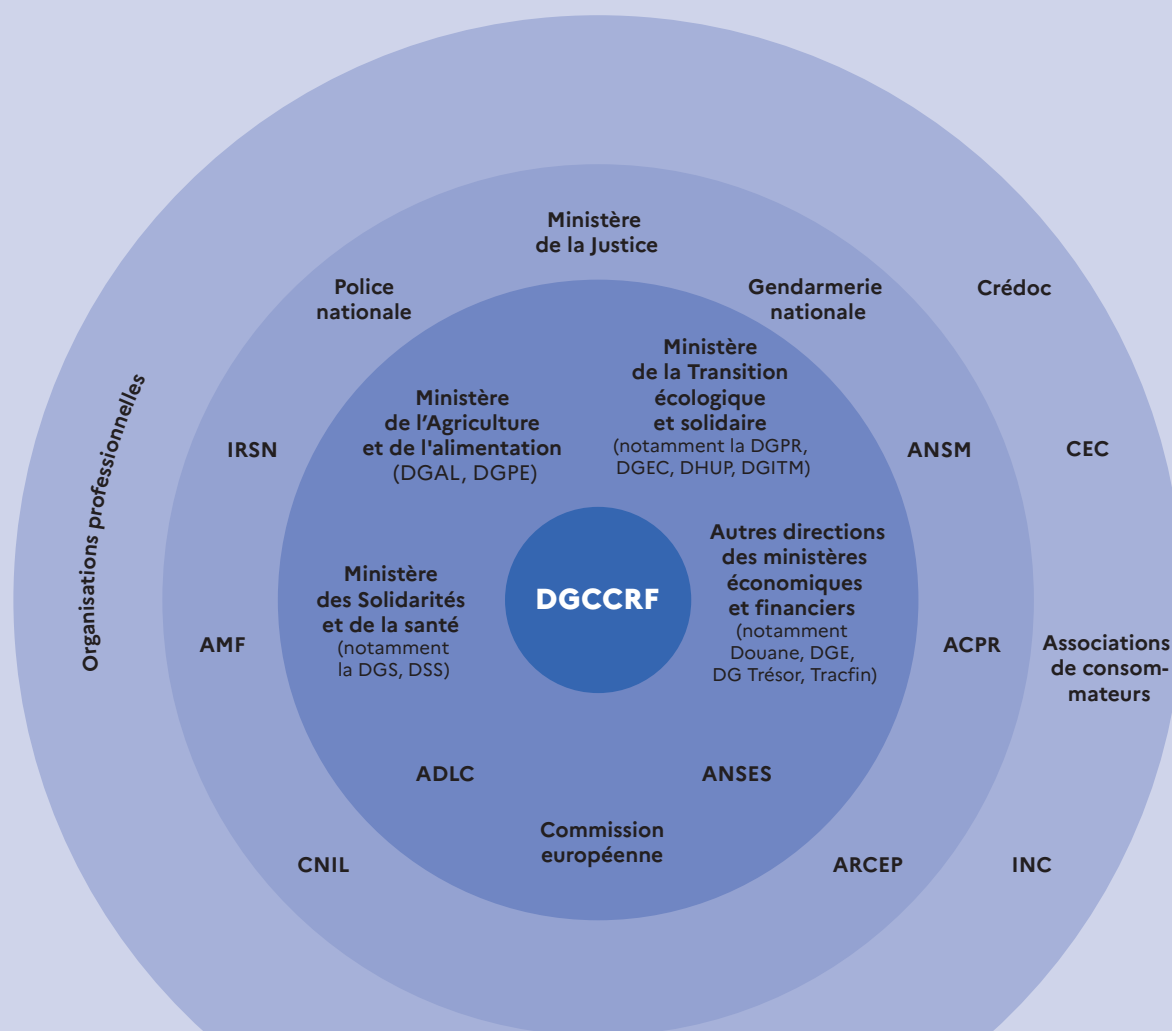 Ministère
de la Justice
Police
nationale
Gendarmerie
nationale
Crédoc
Organisations professionnelles
Ministère
de l’Agriculture
et de l'alimentation
(DGAL, DGPE)
Ministère
de la Transition
écologique
et solidaire
(notamment la DGPR,
DGEC, DHUP, DGITM)
IRSN
ANSM
CEC
Ministère
des Solidarités
et de la santé
(notamment
la DGS, DSS)
DGCCRF
Autres directions
des ministères
économiques
et financiers
(notamment
Douane, DGE,
DG Trésor, Tracfin)
AMF
ACPR
Associations
de consom-
mateurs
ADLC
ANSES
Commission
européenne
CNIL
ARCEP
INC